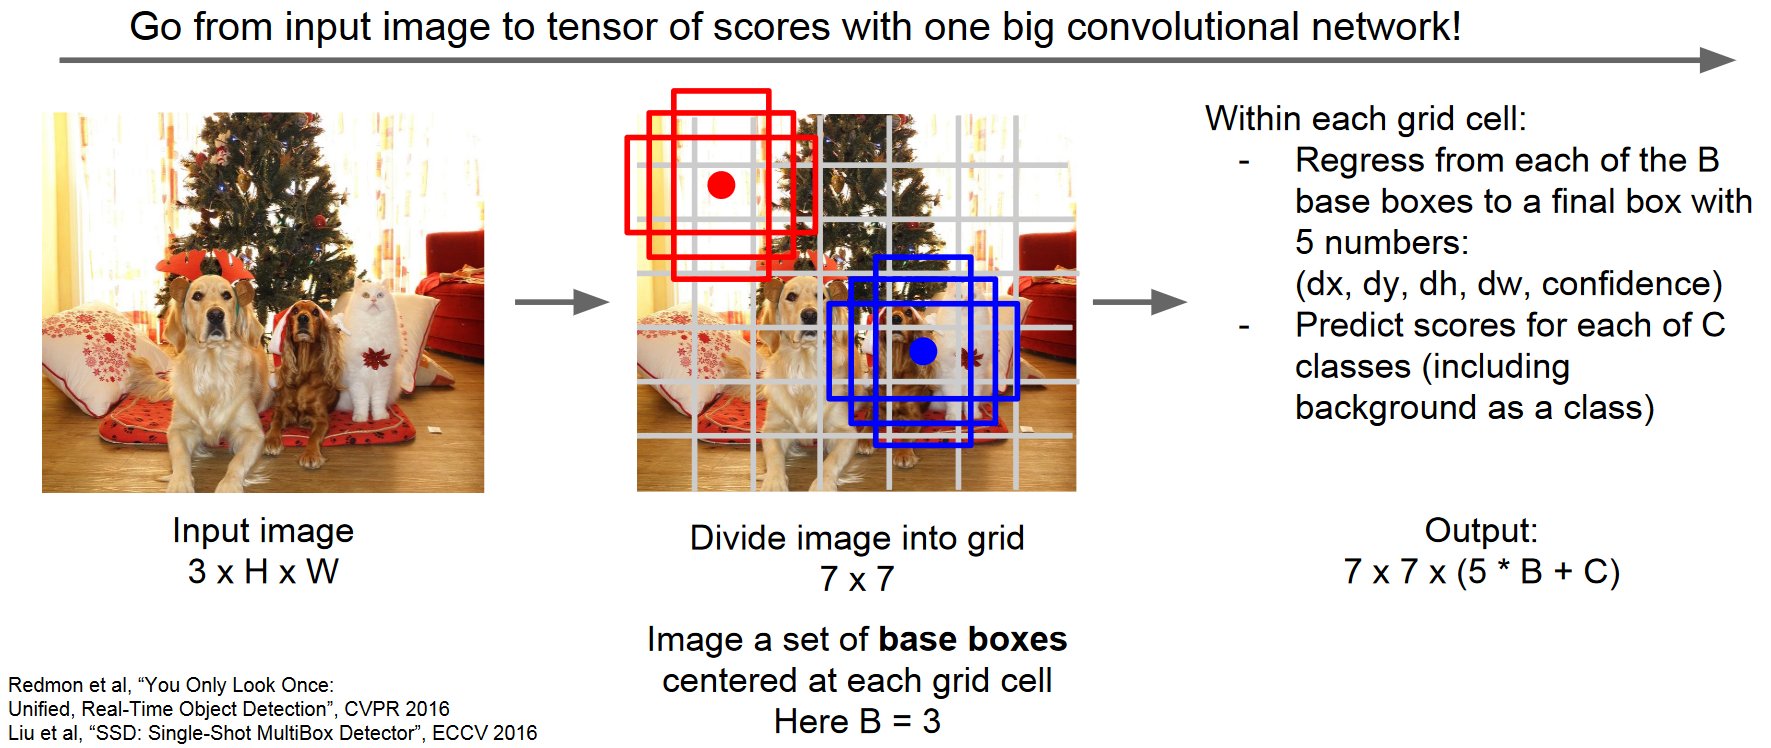 Go from input image to tensor of scores with one big convolutional network!
Input image
3 x H x W
Divide image into grid
7 x 7
Image a set of base boxes
centered at each grid cell
Here B = 3
Within each grid cell:
- Regress from each of the B
base boxes to a final box with
5 numbers:
(dx, dy, dh, dw, confidence)
- Predict scores for each of C
classes (including
background as a class)
Output:
7 x 7 x (5 * B + C)
Redmon et al, “You Only Look Once:
Unified, Real-Time Object Detection”, CVPR 2016
Liu et al, “SSD: Single-Shot MultiBox Detector”, ECCV 2016